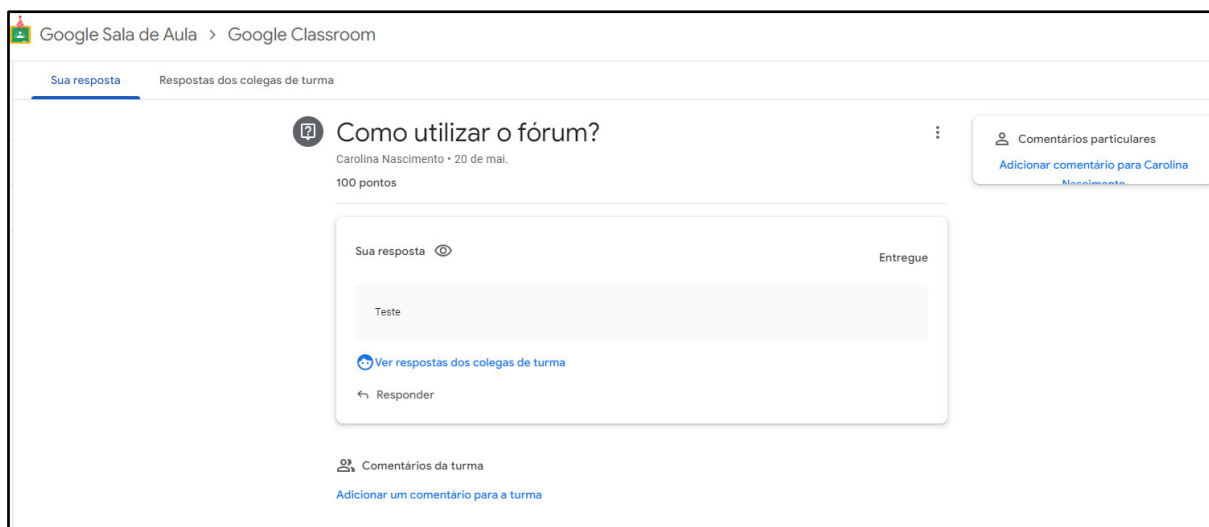 Google Sala de Aula > Google Classroom
Sua resposta Respostas dos colegas de turma
Como utilizar o fórum?
Carolina Nascimento • 20 de mai.
100 pontos
Sua resposta
Entregue
Teste
Ver respostas dos colegas de turma
Responder
Comentários da turma
Adicionar um comentário para a turma
Comentários particulares
Adicionar comentário para Carolina
Nascimento